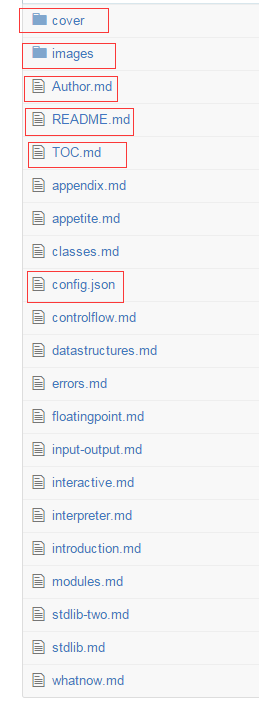 cover
images
Author.md
README.md
TOC.md
appendix.md
appetite.md
classes.md
config.json
controlflow.md
datastructures.md
errors.md
floatingpoint.md
input-output.md
interactive.md
interpreter.md
introduction.md
modules.md
stdlib-two.md
stdlib.md
whatnow.md